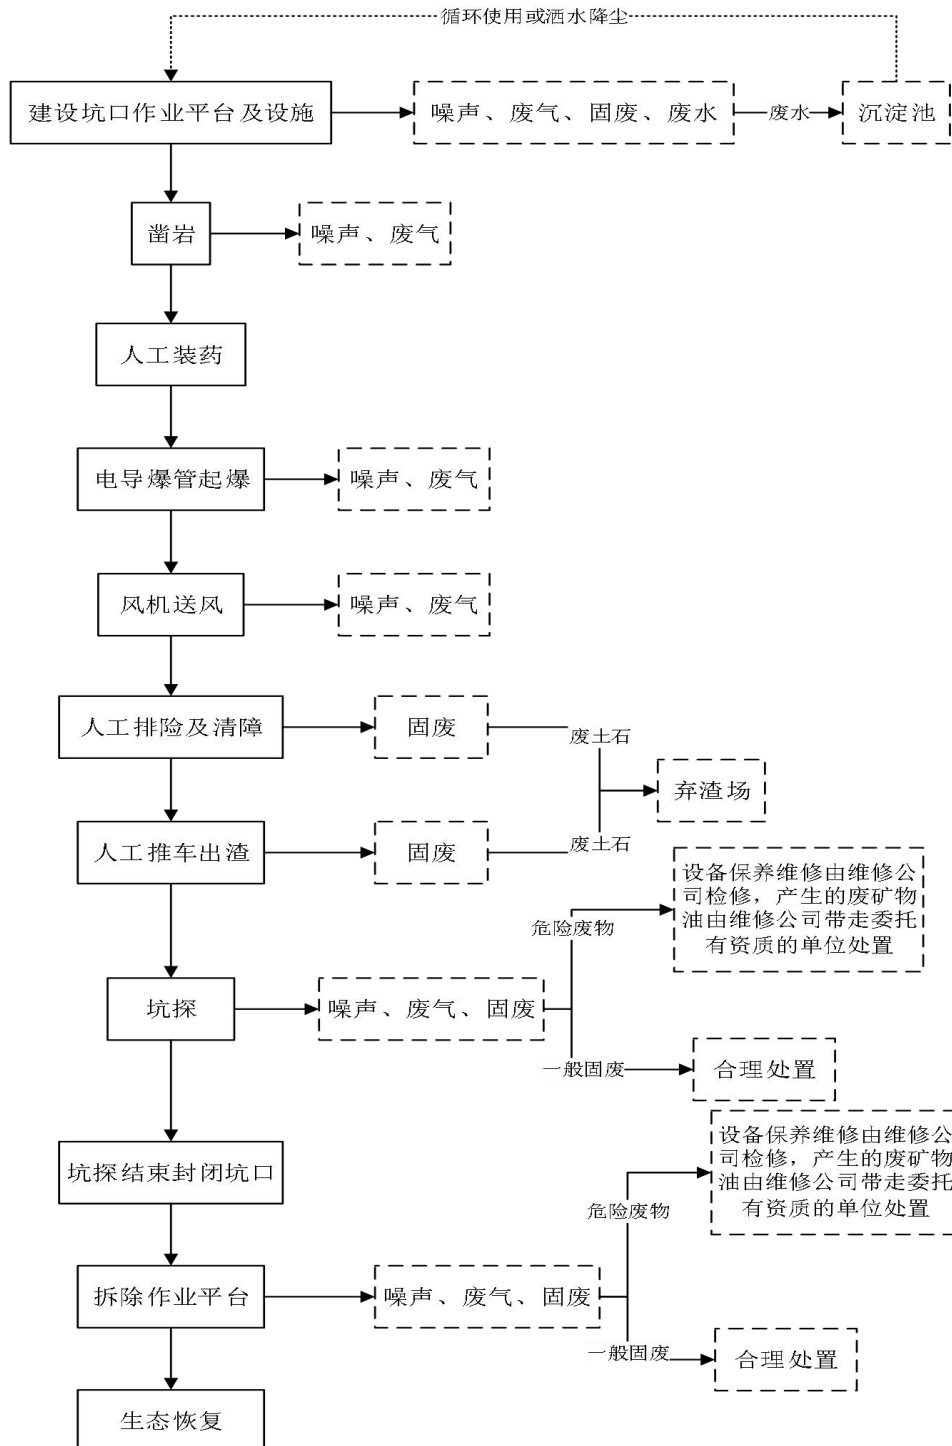 循环使用或洒水降尘
建设坑口作业平台及设施
噪声、废气、固废、废水
废水
沉淀池
凿岩
噪声、废气
人工装药
电导爆管起爆
噪声、废气
风机送风
噪声、废气
人工排险及清障
固废
废土石
弃渣场
人工推车出渣
固废
废土石
设备保养维修由维修公
司检修，产生的废矿物
油由维修公司带走委托
有资质的单位处置
危险废物
坑探
噪声、废气、固废
一般固废
合理处置
设备保养维修由维修公
司检修，产生的废矿物
油由维修公司带走委托
有资质的单位处置
坑探结束封闭坑口
危险废物
拆除作业平台
噪声、废气、固废
一般固废
合理处置
生态恢复